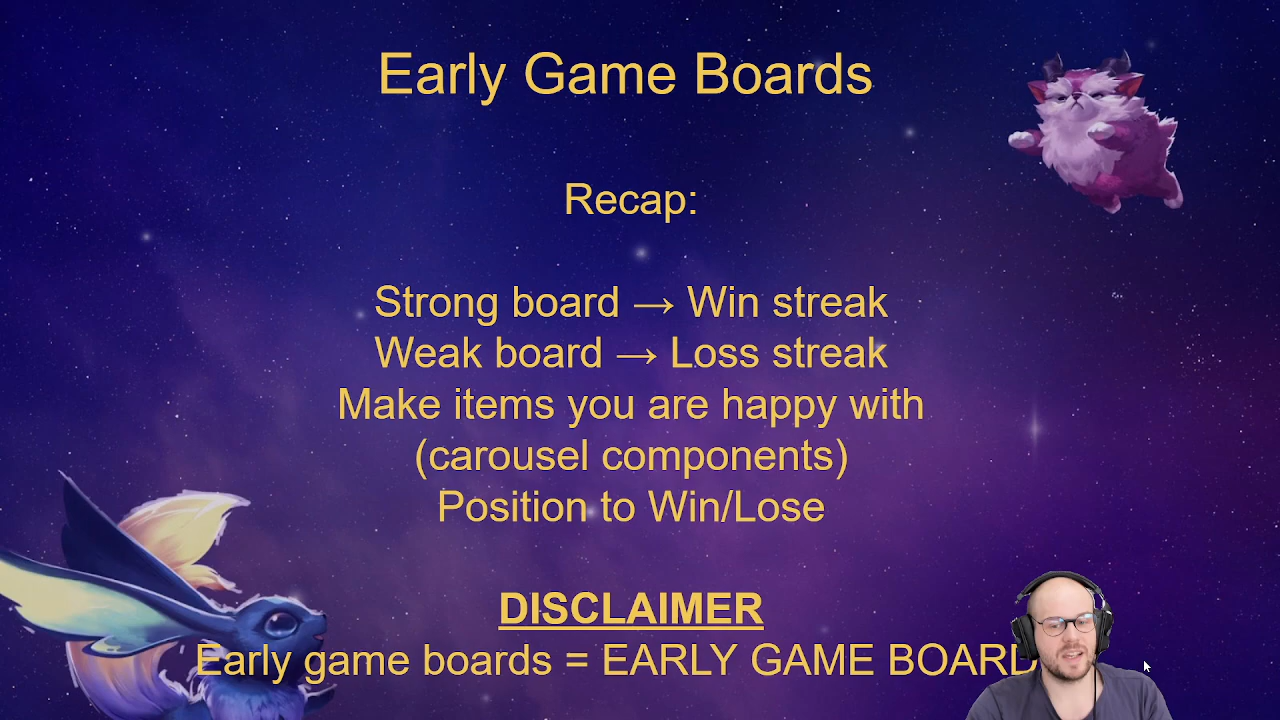 Early Game Boards
Recap:
Strong board → Win streak
Weak board → Loss streak
Make items you are happy with
(carousel components)
Position to Win/Lose
DISCLAIMER
Early game boards = EARLY GAME BOARD